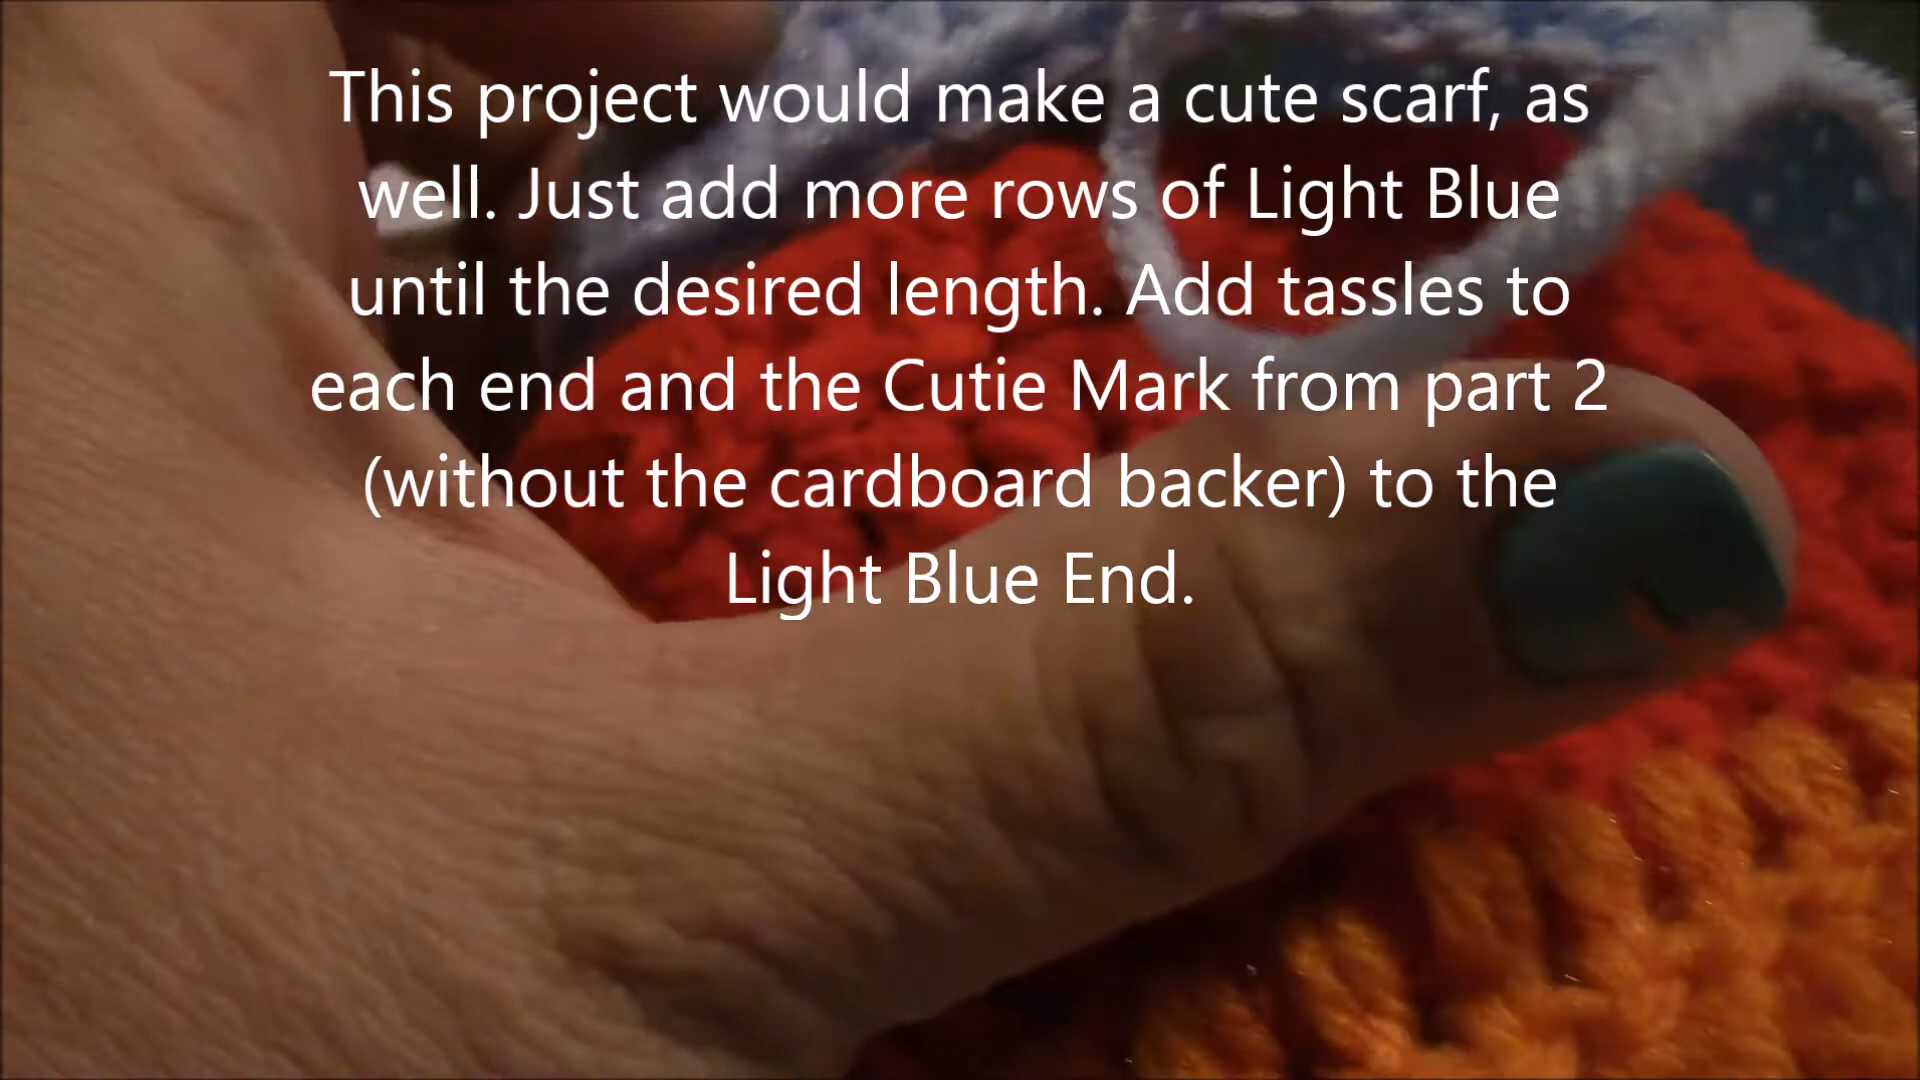 This project would make a cute scarf, as
well. Just add more rows of Light Blue
until the desired length. Add tassles to
each end and the Cutie Mark from part 2
(without the cardboard backer) to the
Light Blue End.